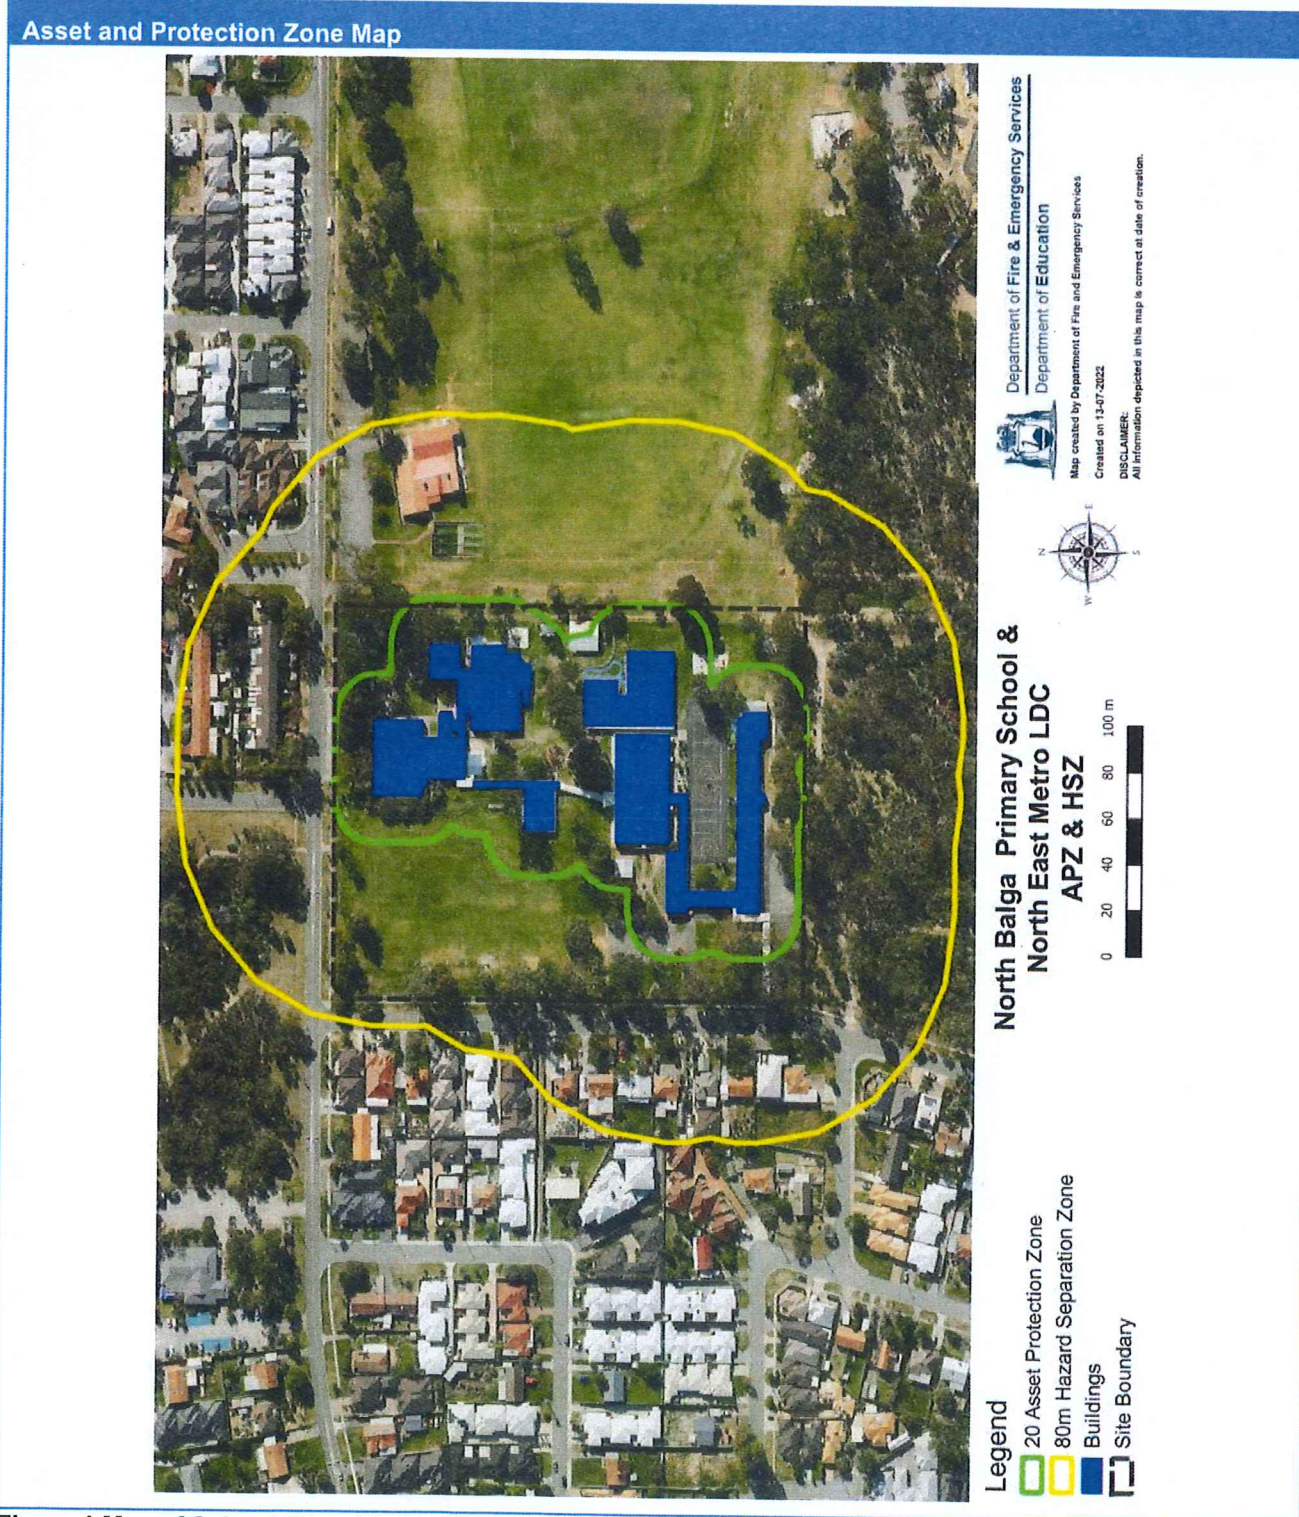 Asset and Protection Zone Map
Department of Fire & Emergency Services
Department of Education
Map created by Department of Fire and Emergency Services
Created on 13-07-2022
DISCLAIMER:
All information depicted in this map is correct at date of creation.
N
E
S
W
North Balga Primary School &
North East Metro LDC
APZ & HSZ
0 20 40 60 80 100 m
Legend
20 Asset Protection Zone
80m Hazard Separation Zone
Buildings
Site Boundary